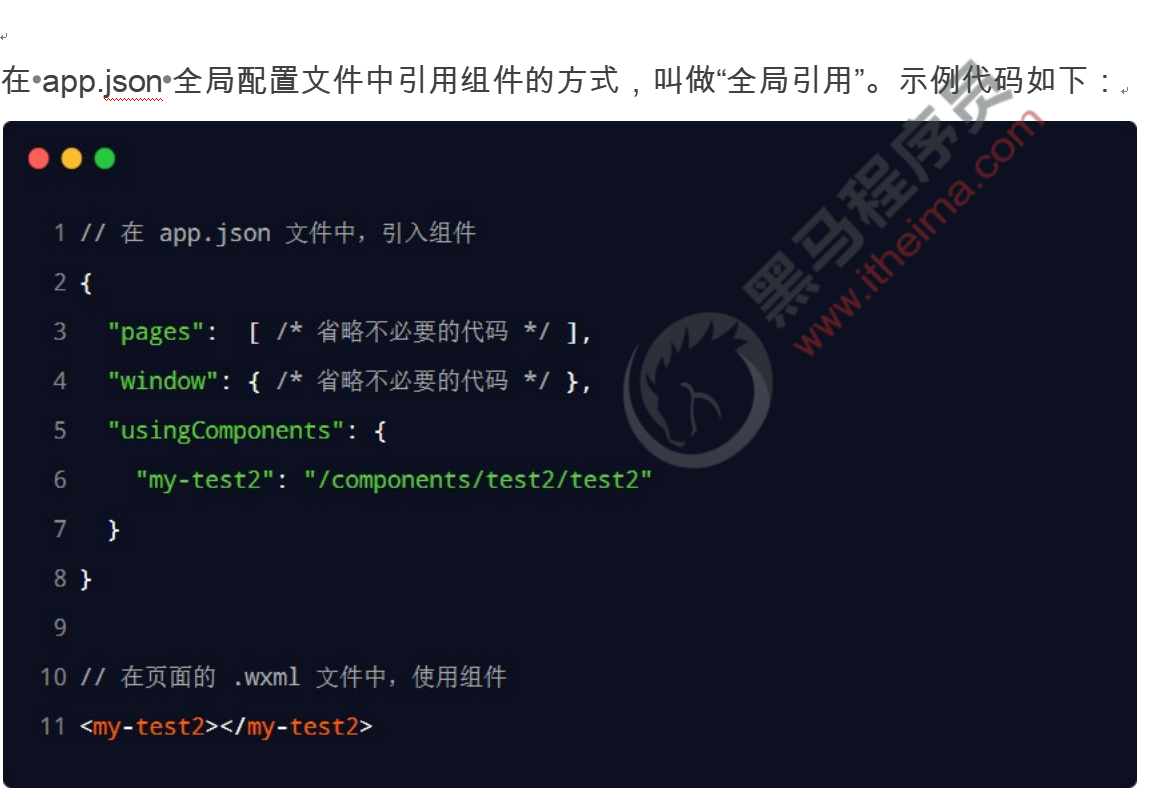 在 app.json 全局配置文件中引用组件的方式，叫做“全局引用”。示例代码如下：
1 // 在 app.json 文件中，引入组件
2 {
3   "pages":  [ /* 省略不必要的代码 */ ],
4   "window": { /* 省略不必要的代码 */ },
5   "usingComponents": {
6     "my-test2": "/components/test2/test2"
7   }
8 }
9
10 // 在页面的 .wxml 文件中，使用组件
11 <my-test2></my-test2>
黑马程序员
www.itheima.com